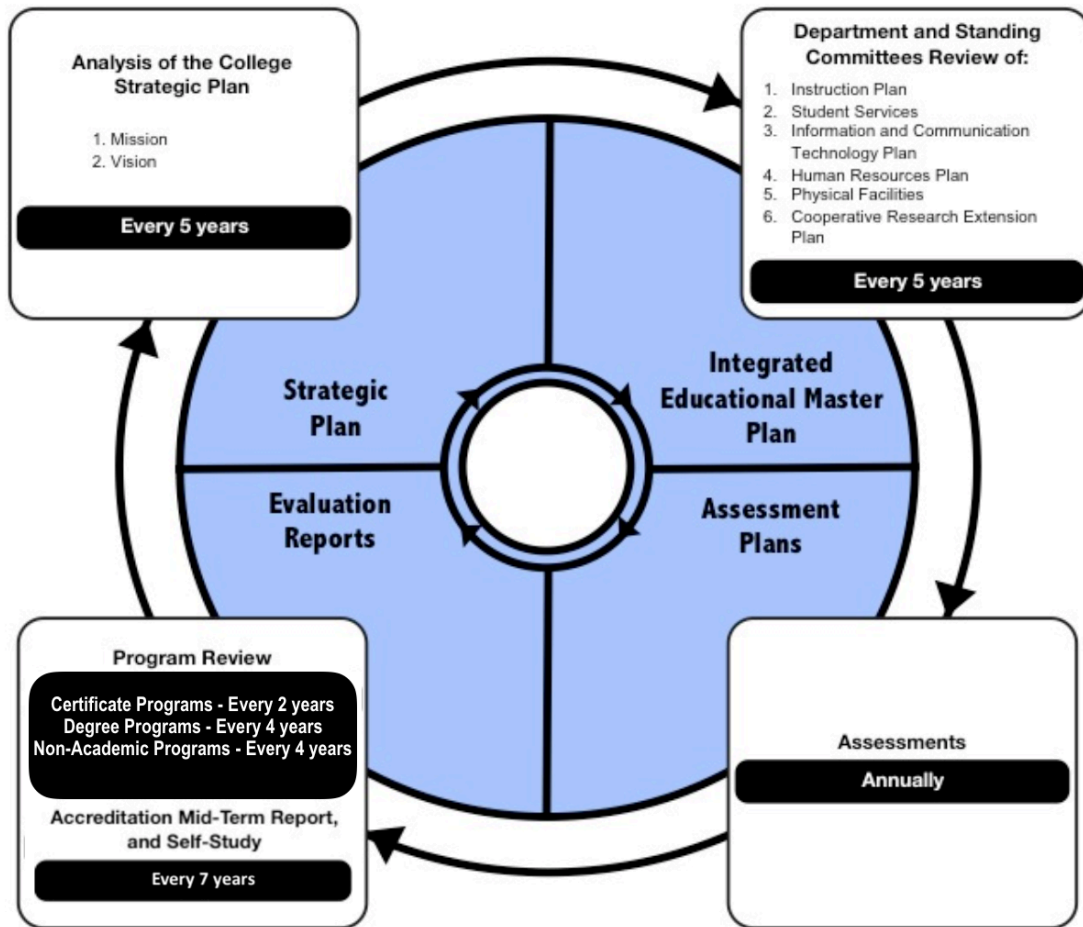 Analysis of the College
Strategic Plan
1. Mission
2. Vision
Every 5 years
Department and Standing
Committees Review of:
1. Instruction Plan
2. Student Services
3. Information and Communication
Technology Plan
4. Human Resources Plan
5. Physical Facilities
6. Cooperative Research Extension
Plan
Every 5 years
Strategic
Plan
Integrated
Educational Master
Plan
Evaluation
Reports
Assessment
Plans
Program Review
Certificate Programs - Every 2 years
Degree Programs - Every 4 years
Non-Academic Programs - Every 4 years
Accreditation Mid-Term Report,
and Self-Study
Every 7 years
Assessments
Annually